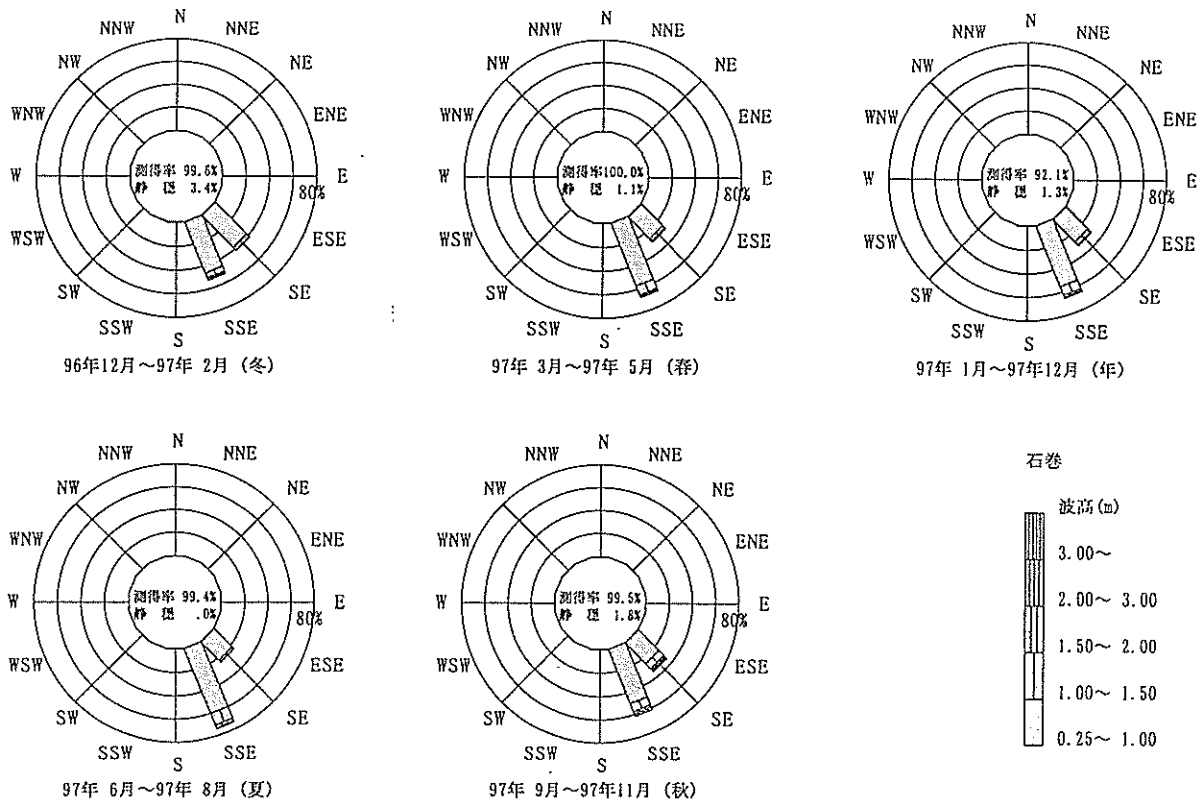 N
NNW NNE
NW NE
WNW ENE
測得率 99.6%
静 穏 3.4%
W E
80%
WSW ESE
SW SE
SSW SSE
S
96年12月～97年 2月 (冬)
N
NNW NNE
NW NE
WNW ENE
測得率100.0%
静 穏 1.1%
W E
80%
WSW ESE
SW SE
SSW SSE
S
97年 3月～97年 5月 (春)
N
NNW NNE
NW NE
WNW ENE
測得率 92.1%
静 穏 1.3%
W E
80%
WSW ESE
SW SE
SSW SSE
S
97年 1月～97年12月 (年)
N
NNW NNE
NW NE
WNW ENE
測得率 99.4%
静 穏 .0%
W E
80%
WSW ESE
SW SE
SSW SSE
S
97年 6月～97年 8月 (夏)
N
NNW NNE
NW NE
WNW ENE
測得率 99.5%
静 穏 1.8%
W E
80%
WSW ESE
SW SE
SSW SSE
S
97年 9月～97年11月 (秋)
石巻
波高(m)
3.00～
2.00～ 3.00
1.50～ 2.00
1.00～ 1.50
0.25～ 1.00